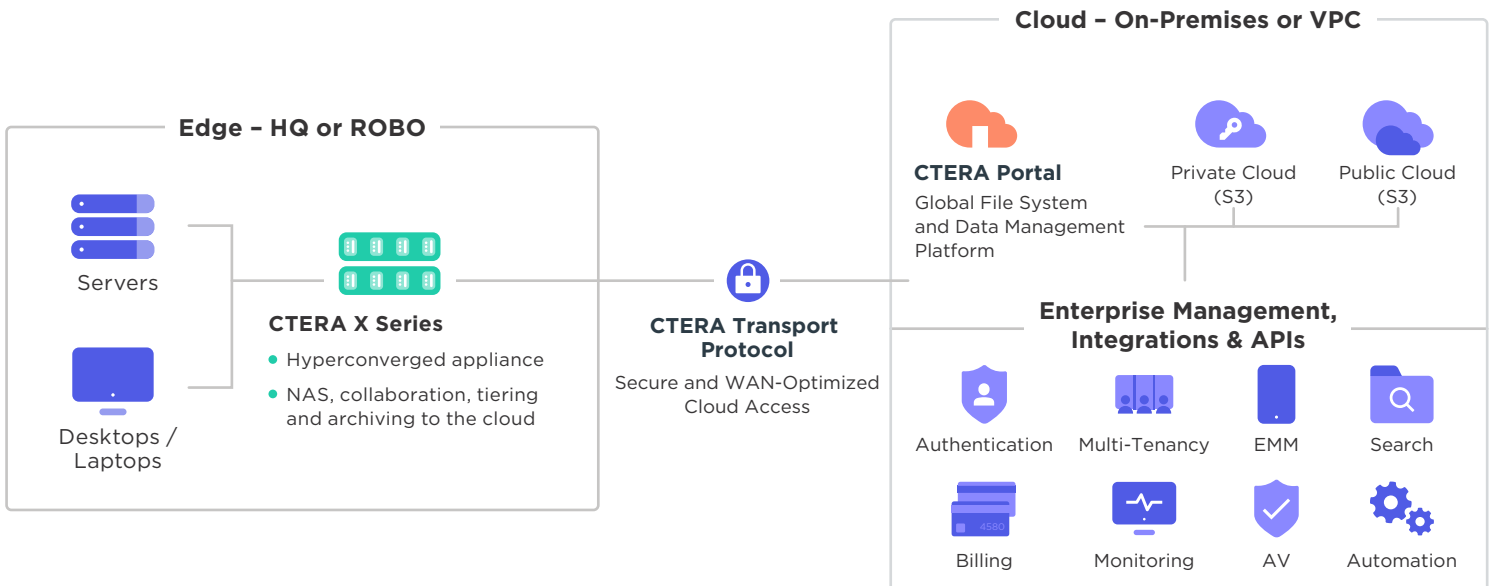 Cloud – On-Premises or VPC
Edge – HQ or ROBO
Servers
Desktops /
Laptops
CTERA X Series
• Hyperconverged appliance
• NAS, collaboration, tiering
and archiving to the cloud
CTERA Transport
Protocol
Secure and WAN-Optimized
Cloud Access
CTERA Portal
Global File System
and Data Management
Platform
Private Cloud
(S3)
Public Cloud
(S3)
Enterprise Management,
Integrations & APIs
Authentication
Multi-Tenancy
EMM
Search
4580
Billing
Monitoring
AV
Automation